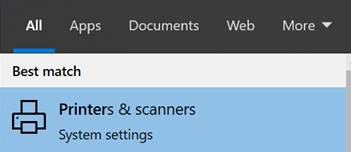 All Apps Documents Web More
Best match
Printers & scanners
System settings